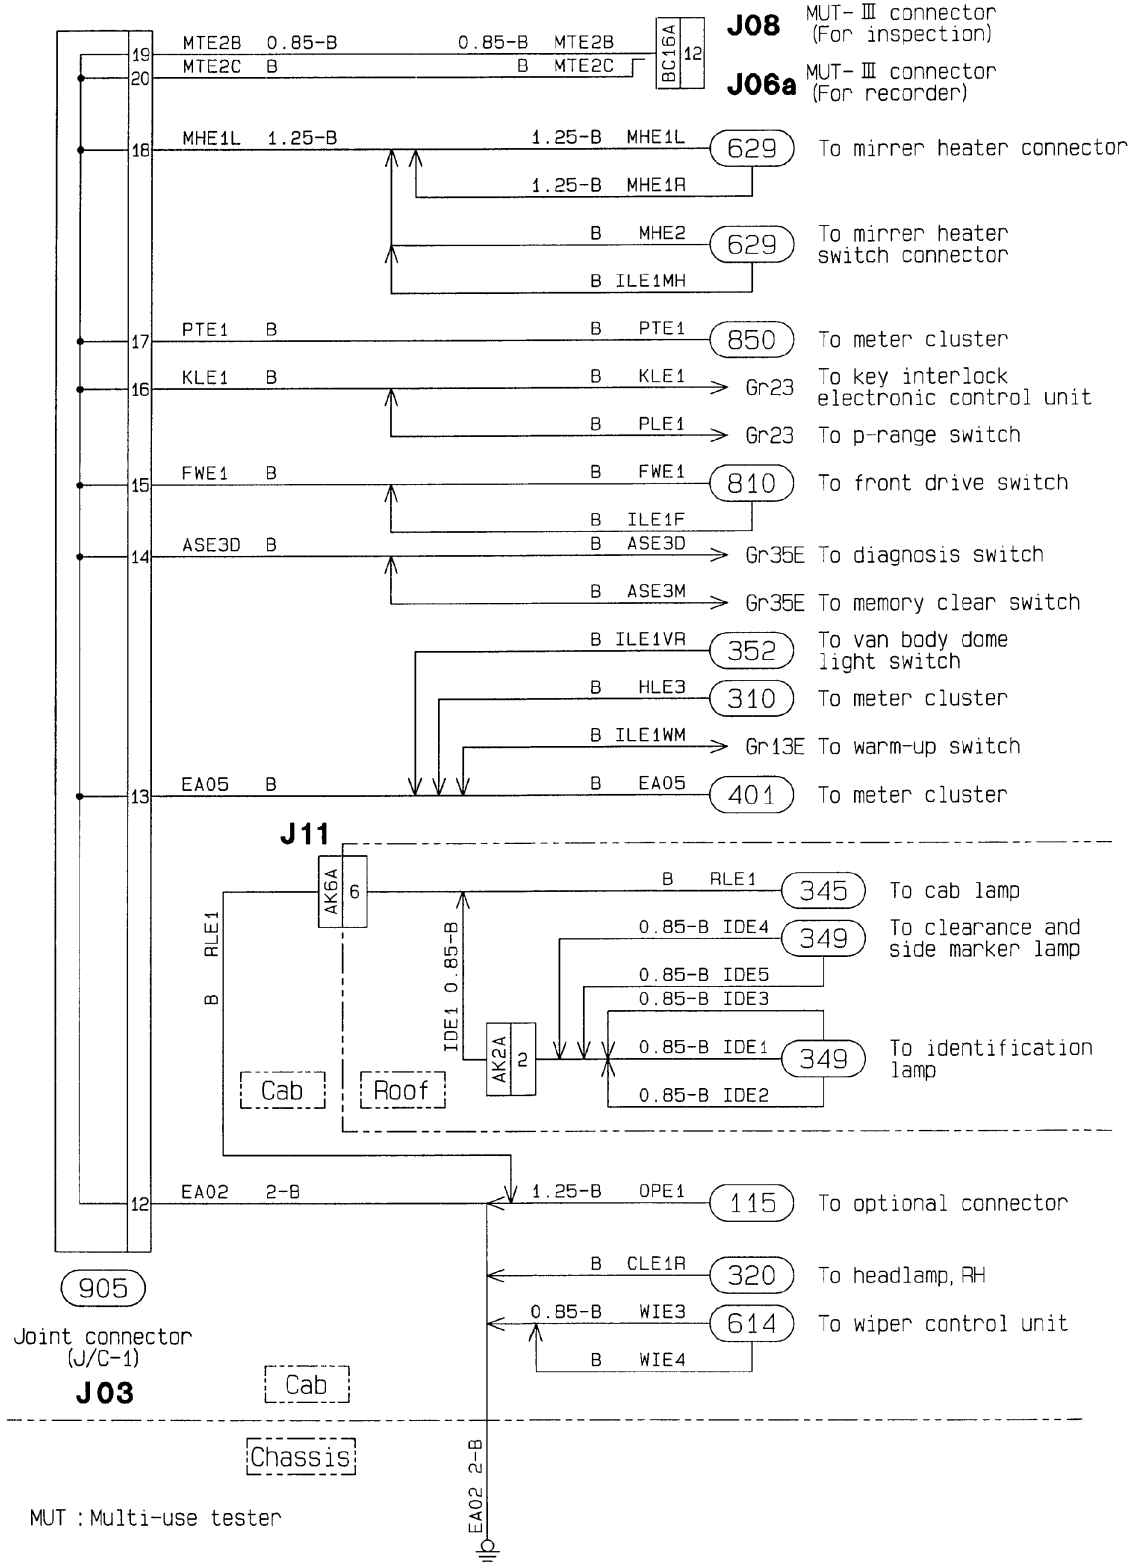 J08 MUT-Ⅲ connector
(For inspection)
19 MTE2B 0.85-B 0.85-B MTE2B
BC16A 12
20 MTE2C B B MTE2C
J06a MUT-Ⅲ connector
(For recorder)
18 MHE1L 1.25-B 1.25-B MHE1L 629 To mirrer heater connector
1.25-B MHE1R
B MHE2 629 To mirrer heater
switch connector
B ILE1MH
17 PTE1 B B PTE1 850 To meter cluster
16 KLE1 B B KLE1 Gr23 To key interlock
electronic control unit
B PLE1 Gr23 To p-range switch
15 FWE1 B B FWE1 810 To front drive switch
B ILE1F
14 ASE3D B B ASE3D Gr35E To diagnosis switch
B ASE3M Gr35E To memory clear switch
B ILE1VR 352 To van body dome
light switch
B HLE3 310 To meter cluster
B ILE1WM Gr13E To warm-up switch
13 EA05 B B EA05 401 To meter cluster
J11
AK6A 6 B RLE1 345 To cab lamp
B RLE1
IDE1 0.85-B
0.85-B IDE4 349 To clearance and
side marker lamp
0.85-B IDE5
0.85-B IDE3
AK2A 2 0.85-B IDE1 349 To identification
lamp
0.85-B IDE2
Cab Roof
12 EA02 2-B 1.25-B OPE1 115 To optional connector
B CLE1R 320 To headlamp, RH
905
0.85-B WIE3 614 To wiper control unit
B WIE4
Joint connector
(J/C-1)
J03
Cab
Chassis
EA02 2-B
MUT : Multi-use tester